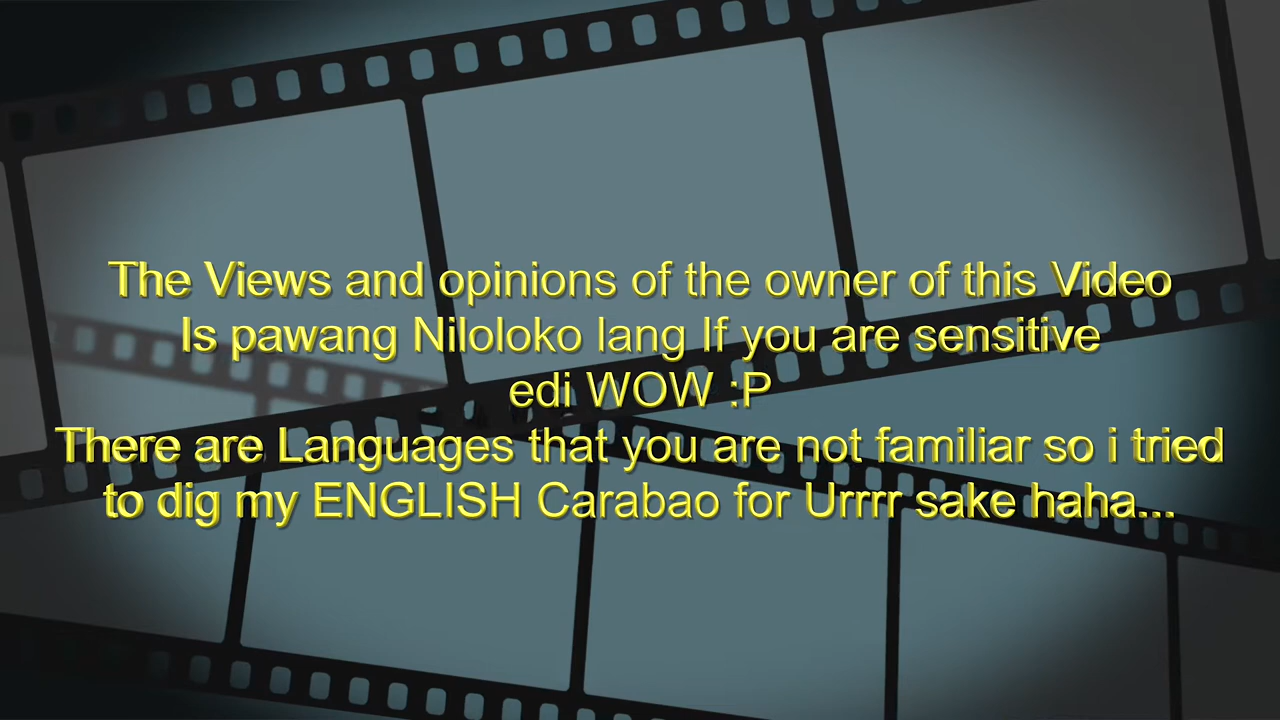 The Views and opinions of the owner of this Video
Is pawang Niloloko lang If you are sensitive
edi WOW :P
There are Languages that you are not familiar so i tried
to dig my ENGLISH Carabao for Urrrr sake haha...